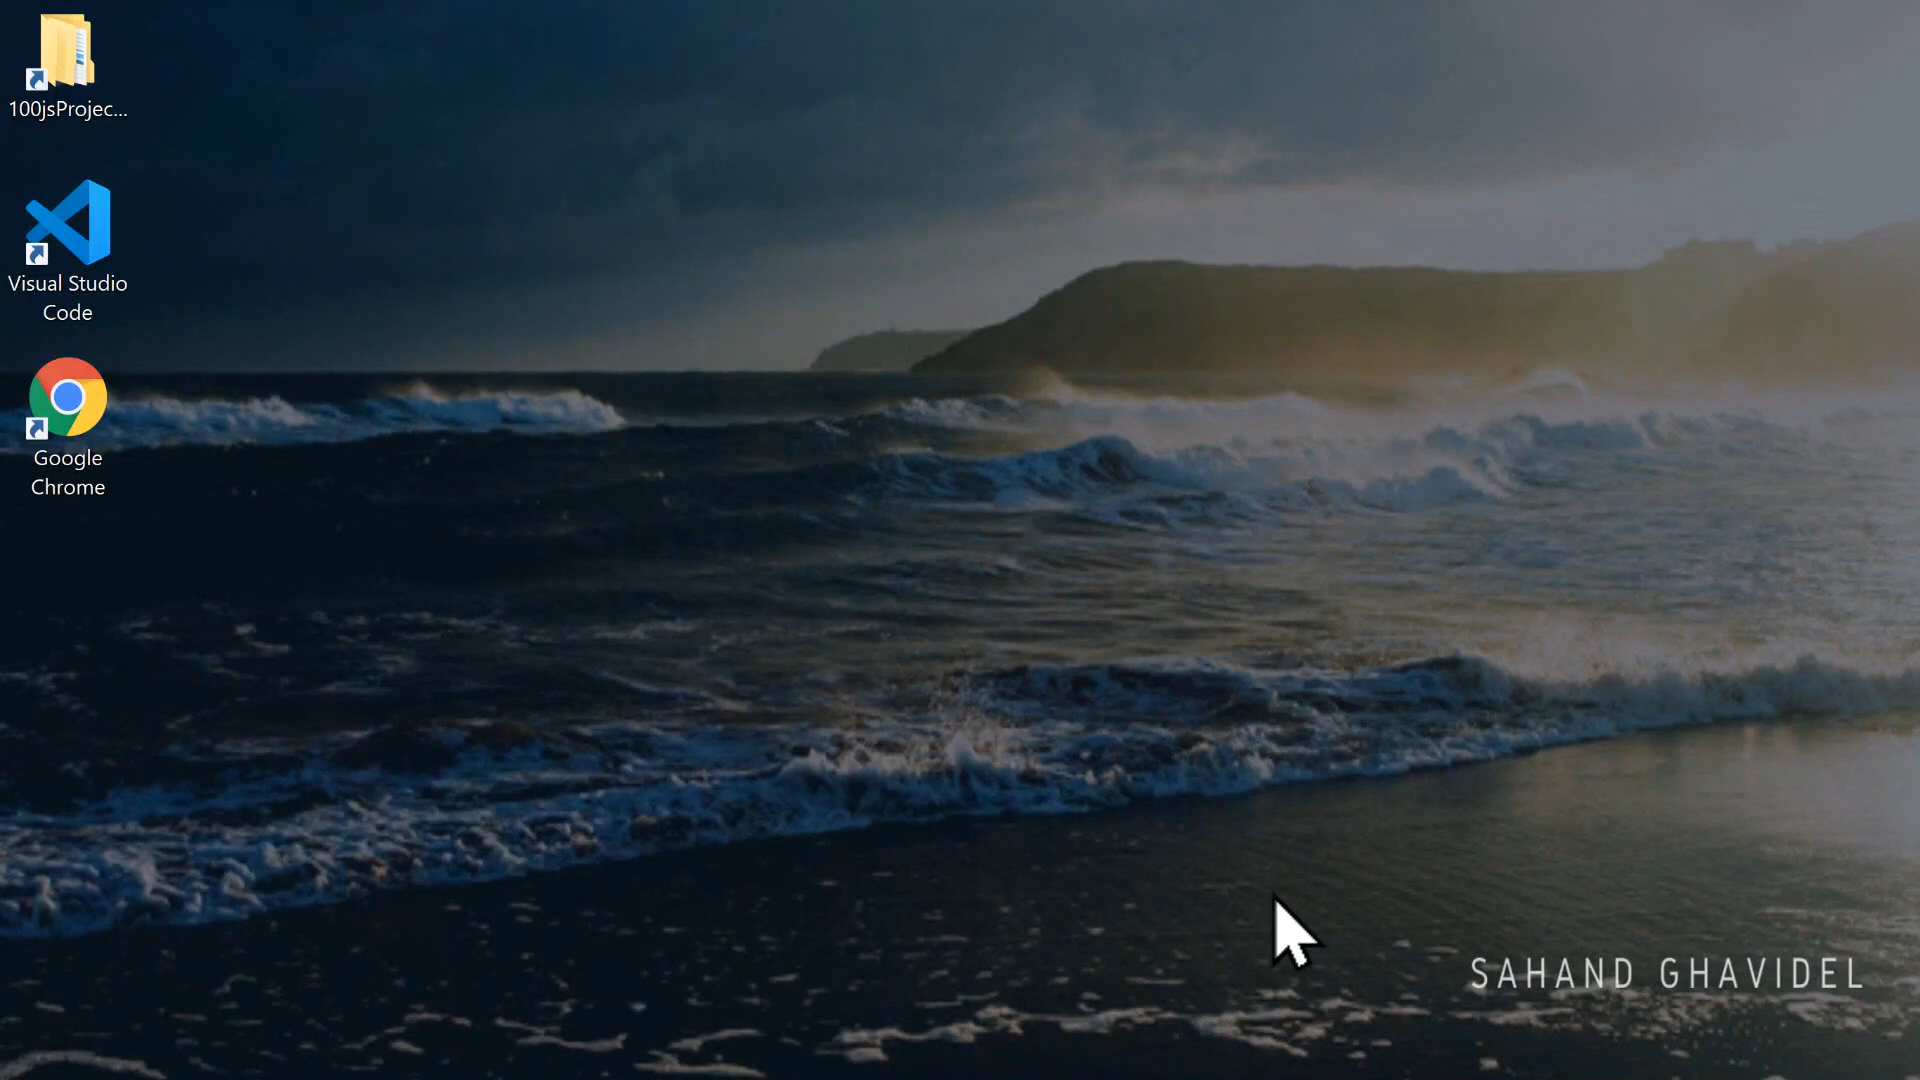 100jsProjec...
Visual Studio
Code
Google
Chrome
SAHAND GHAVIDEL